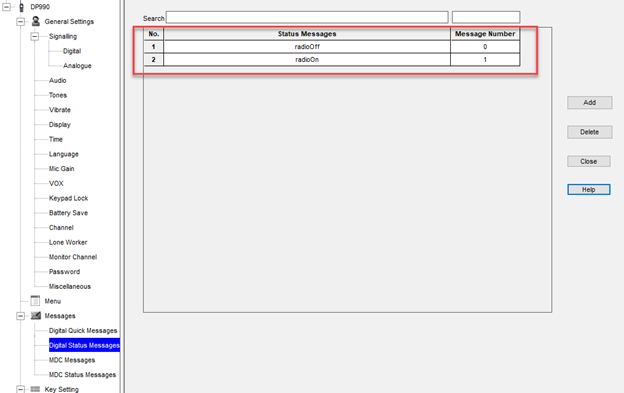 DP990
General Settings
Signalling
Digital
Analogue
Audio
Tones
Vibrate
Display
Time
Language
Mic Gain
VOX
Keypad Lock
Battery Save
Channel
Lone Worker
Monitor Channel
Password
Miscellaneous
Menu
Messages
Digital Quick Messages
Digital Status Messages
MDC Messages
MDC Status Messages
Key Setting
Search
No. Status Messages Message Number
1 radioOff 0
2 radioOn 1
Add
Delete
Close
Help